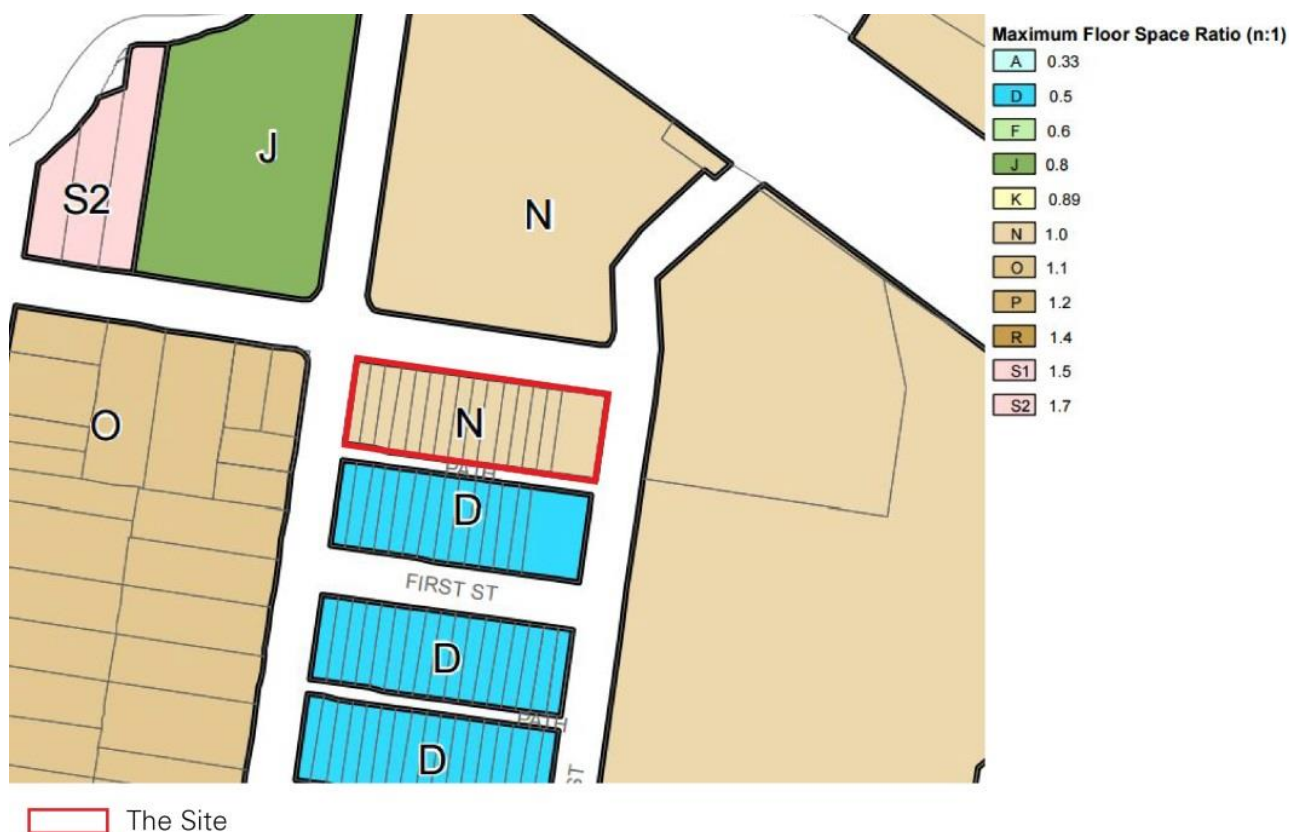 Maximum Floor Space Ratio (n:1)
A 0.33
D 0.5
F 0.6
J 0.8
K 0.89
N 1.0
O 1.1
P 1.2
R 1.4
S1 1.5
S2 1.7
J
S2
N
O
N
PATH
D
FIRST ST
D
PATH
D
ST
The Site